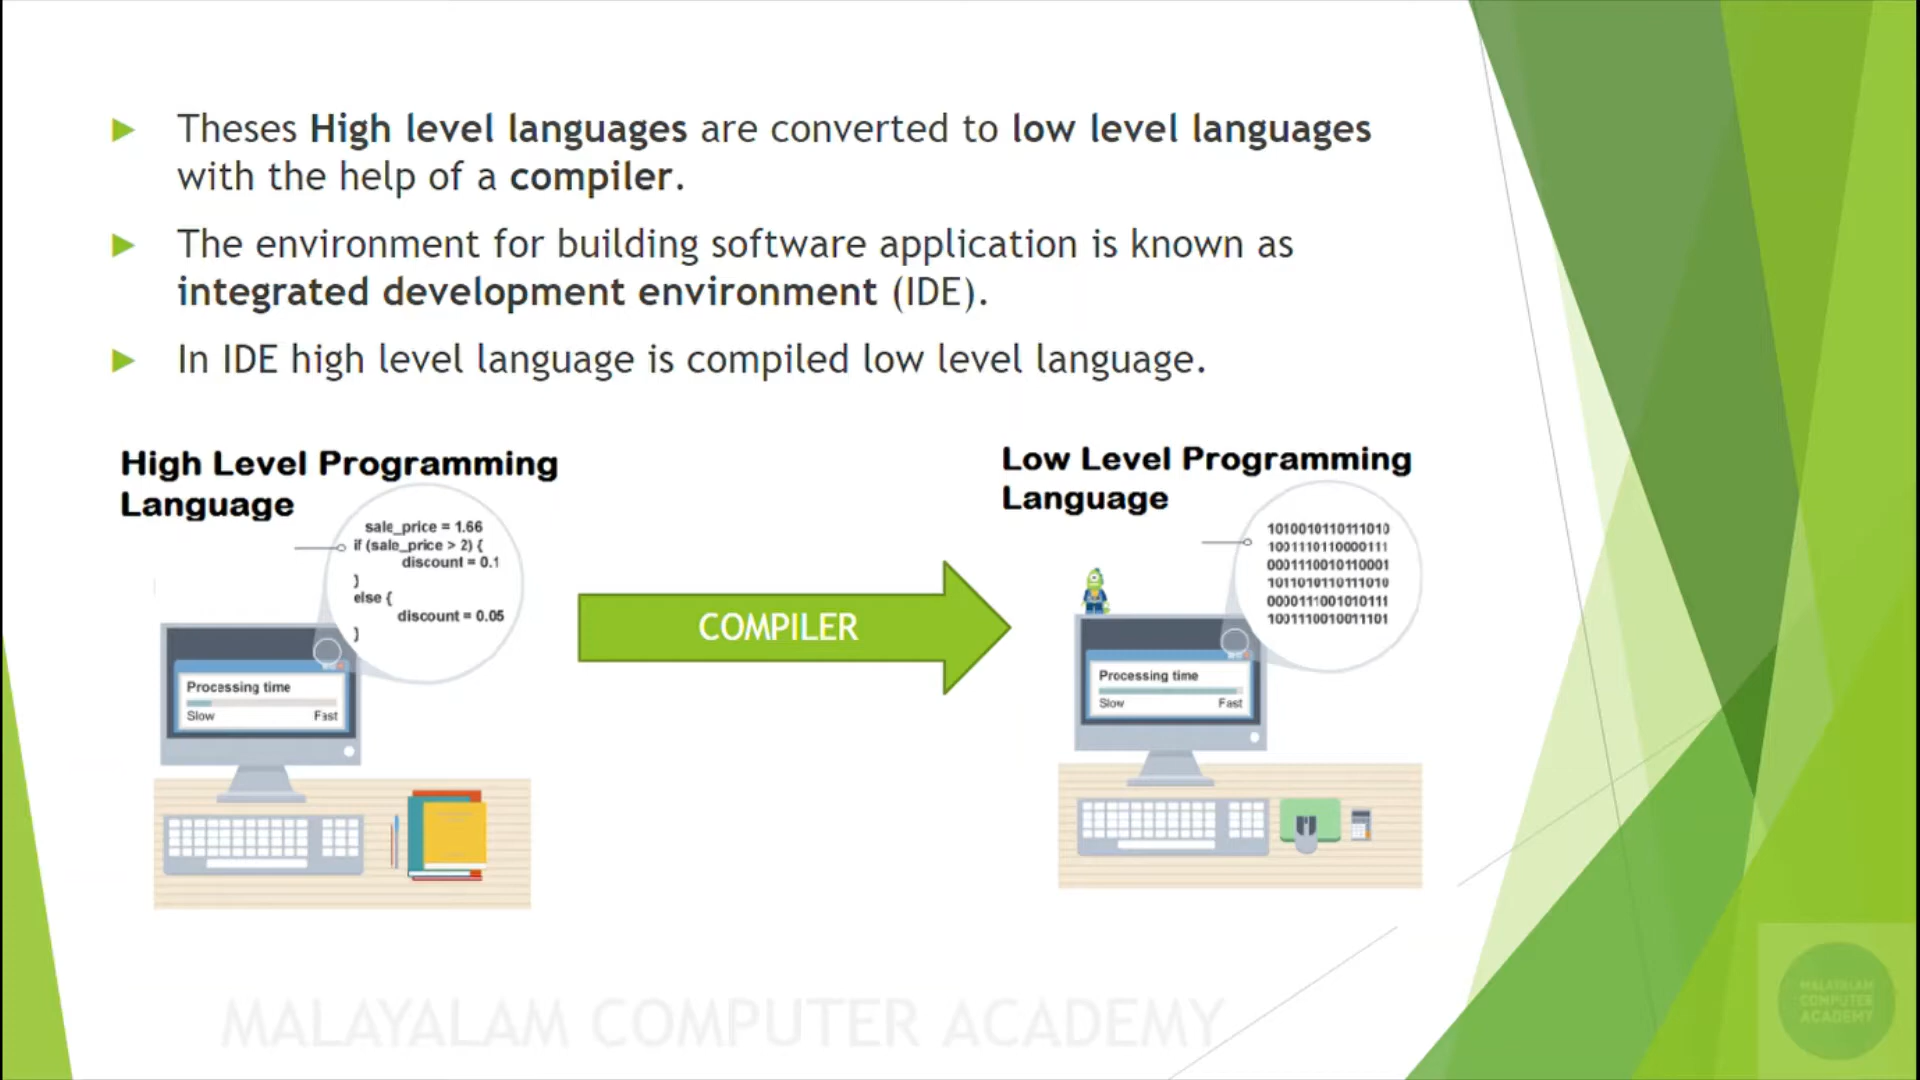 Theses High level languages are converted to low level languages
with the help of a compiler.
The environment for building software application is known as
integrated development environment (IDE).
In IDE high level language is compiled low level language.
High Level Programming
Language
sale_price = 1.66
if (sale_price > 2) {
discount = 0.1
}
else {
discount = 0.05
}
Processing time
Slow Fast
COMPILER
Low Level Programming
Language
1010010110111010
1001110110000111
0001110010110001
1011010110111010
0000111001010111
1001110010011101
Processing time
Slow Fast
MALAYALAM COMPUTER ACADEMY
MALAYALAM
COMPUTER
ACADEMY